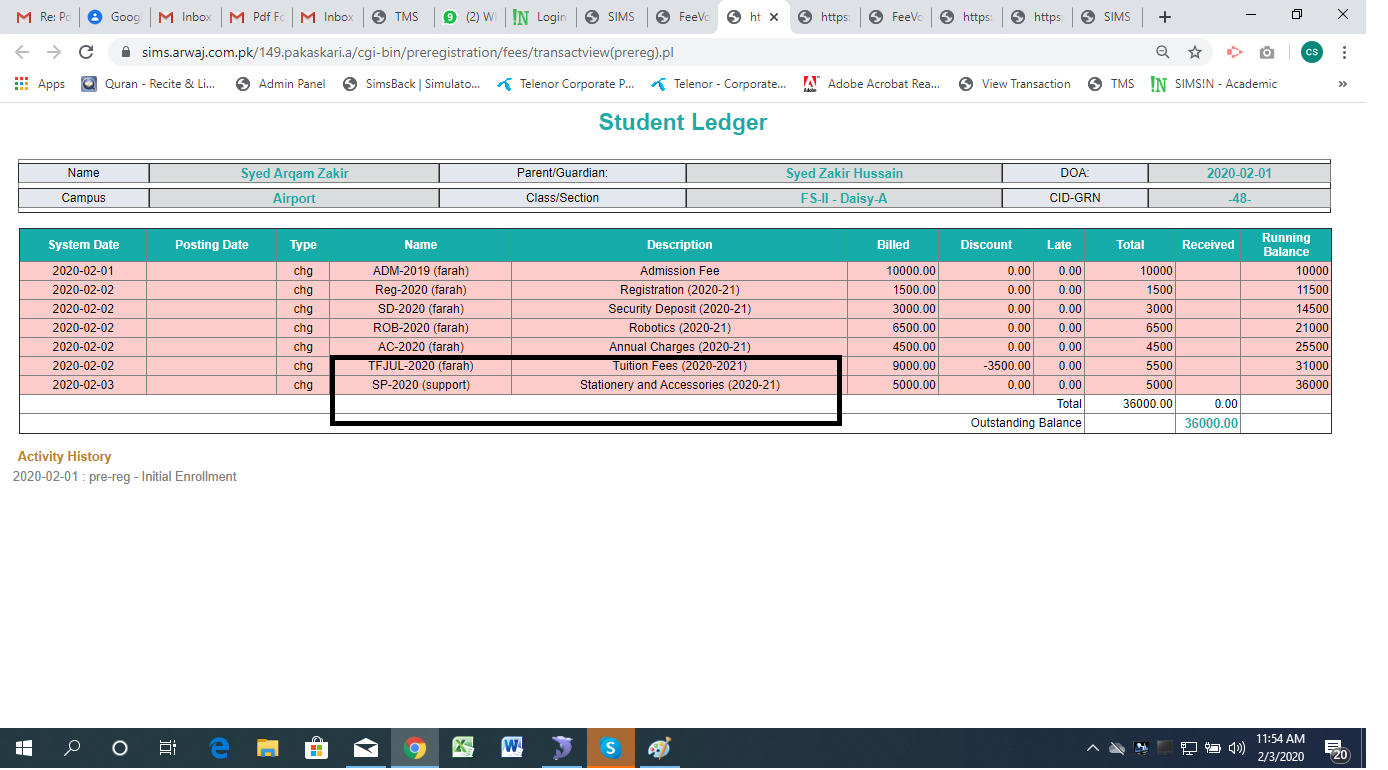 Re: Pc Goog Inbox Pdf Fo Inbox TMS (2) W Login SIMS FeeVo ht https: FeeVo https: https: SIMS
sims.arwaj.com.pk/149.pakaskari.a/cgi-bin/preregistration/fees/transactview(prereg).pl CS
Apps Quran - Recite & Li... Admin Panel SimsBack | Simulato... Telenor Corporate P... Telenor - Corporate... Adobe Acrobat Rea... View Transaction TMS SIMS!N - Academic »
Student Ledger
Name Syed Arqam Zakir Parent/Guardian: Syed Zakir Hussain DOA: 2020-02-01
Campus Airport Class/Section FS-II - Daisy-A CID-GRN -48-
System Date Posting Date Type Name Description Billed Discount Late Total Received Running Balance
2020-02-01 chg ADM-2019 (farah) Admission Fee 10000.00 0.00 0.00 10000 10000
2020-02-02 chg Reg-2020 (farah) Registration (2020-21) 1500.00 0.00 0.00 1500 11500
2020-02-02 chg SD-2020 (farah) Security Deposit (2020-21) 3000.00 0.00 0.00 3000 14500
2020-02-02 chg ROB-2020 (farah) Robotics (2020-21) 6500.00 0.00 0.00 6500 21000
2020-02-02 chg AC-2020 (farah) Annual Charges (2020-21) 4500.00 0.00 0.00 4500 25500
2020-02-02 chg TFJUL-2020 (farah) Tuition Fees (2020-2021) 9000.00 -3500.00 0.00 5500 31000
2020-02-03 chg SP-2020 (support) Stationery and Accessories (2020-21) 5000.00 0.00 0.00 5000 36000
Total 36000.00 0.00
Outstanding Balance 36000.00
Activity History
2020-02-01 : pre-reg - Initial Enrollment
11:54 AM
2/3/2020
20